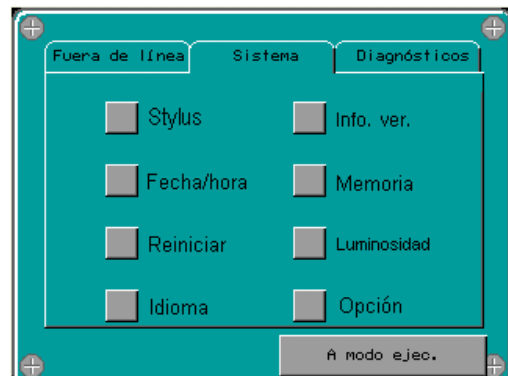 Fuera de línea Sistema Diagnósticos
Stylus Info. ver.
Fecha/hora Memoria
Reiniciar Luminosidad
Idioma Opción
A modo ejec.